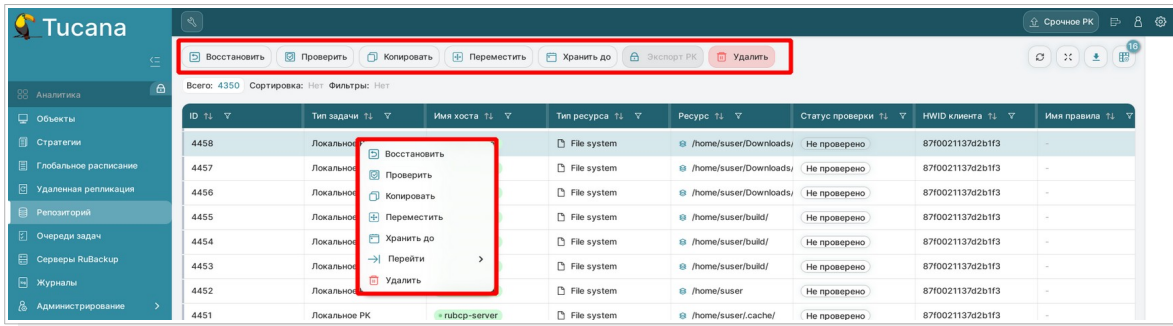 Tucana
Срочное РК
Восстановить Проверить Копировать Переместить Хранить до Экспорт РК Удалить 16
Всего: 4350 Сортировка: Нет Фильтры: Нет
Аналитика
Объекты
Стратегии
Глобальное расписание
Удаленная репликация
Репозиторий
Очереди задач
Серверы RuBackup
Журналы
Администрирование
ID Тип задачи Имя хоста Тип ресурса Ресурс Статус проверки HWID клиента Имя правила
4458 Локальное File system /home/suser/Downloads/ Не проверено 87f0021137d2b1f3 -
4457 Локальное File system /home/suser/Downloads/ Не проверено 87f0021137d2b1f3 -
4456 Локальное File system /home/suser/Downloads/ Не проверено 87f0021137d2b1f3 -
4455 Локальное File system /home/suser/build/ Не проверено 87f0021137d2b1f3 -
4454 Локальное File system /home/suser/build/ Не проверено 87f0021137d2b1f3 -
4453 Локальное File system /home/suser/build/ Не проверено 87f0021137d2b1f3 -
4452 Локальное File system /home/suser Не проверено 87f0021137d2b1f3 -
4451 Локальное РК rubcp-server File system /home/suser/.cache/ Не проверено 87f0021137d2b1f3 -
Восстановить
Проверить
Копировать
Переместить
Хранить до
Перейти
Удалить